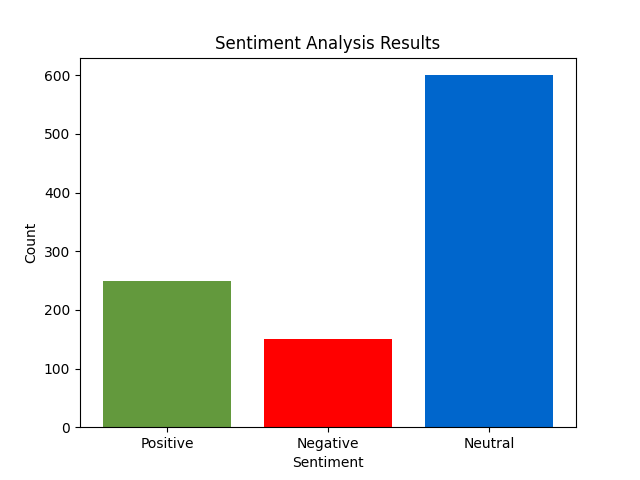 Sentiment Analysis Results
Count
600
500
400
300
200
100
0
Positive Negative Neutral
Sentiment